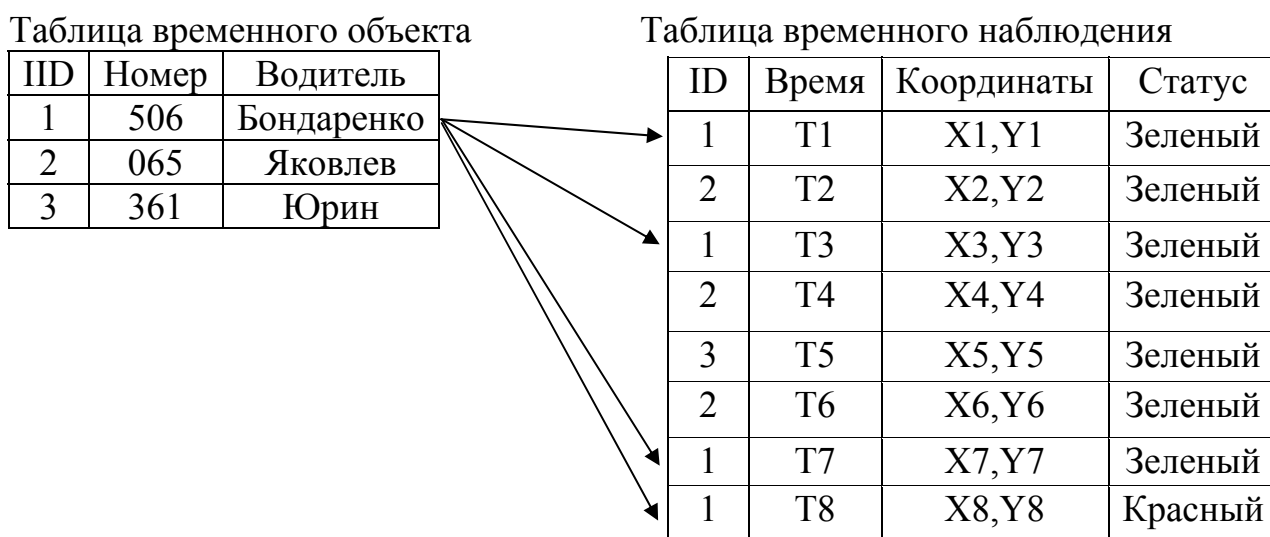 Таблица временного объекта
IID Номер Водитель
1 506 Бондаренко
2 065 Яковлев
3 361 Юрин
Таблица временного наблюдения
ID Время Координаты Статус
1 T1 X1,Y1 Зеленый
2 T2 X2,Y2 Зеленый
1 T3 X3,Y3 Зеленый
2 T4 X4,Y4 Зеленый
3 T5 X5,Y5 Зеленый
2 T6 X6,Y6 Зеленый
1 T7 X7,Y7 Зеленый
1 T8 X8,Y8 Красный